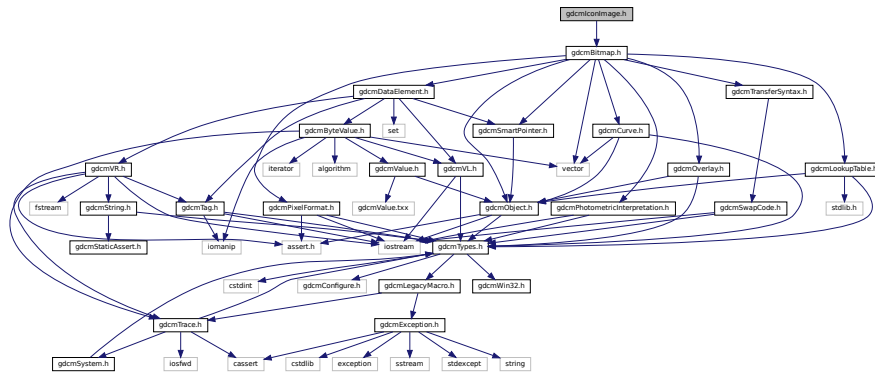 gdcmIconImage.h
gdcmBitmap.h
gdcmDataElement.h
gdcmTransferSyntax.h
gdcmByteValue.h
set
gdcmSmartPointer.h
gdcmCurve.h
gdcmVR.h
iterator
algorithm
gdcmValue.h
gdcmVL.h
vector
gdcmOverlay.h
gdcmLookupTable.h
fstream
gdcmString.h
gdcmTag.h
gdcmPixelFormat.h
gdcmValue.txx
gdcmObject.h
gdcmPhotometricInterpretation.h
gdcmSwapCode.h
stdlib.h
gdcmStaticAssert.h
iomanip
assert.h
iostream
gdcmTypes.h
cstdint
gdcmConfigure.h
gdcmLegacyMacro.h
gdcmWin32.h
gdcmTrace.h
gdcmException.h
gdcmSystem.h
iosfwd
cassert
cstdlib
exception
sstream
stdexcept
string